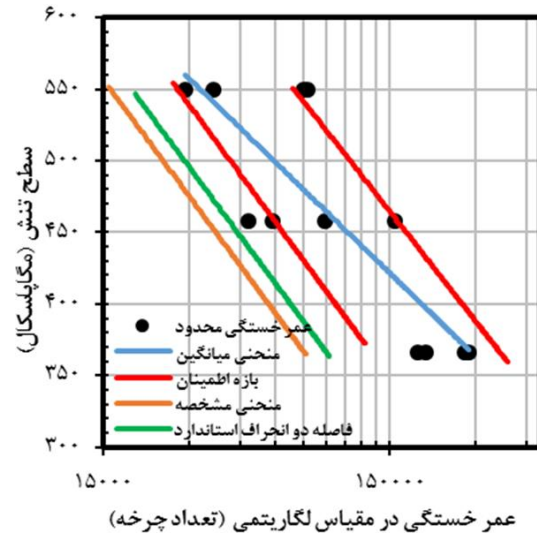 ۶۰۰
۵۵۰
۵۰۰
۴۵۰
۴۰۰
۳۵۰
۳۰۰
سطح تنش (مگاپسکال)
عمر خستگی محدود
منحنی میانگین
بازه اطمینان
منحنی مشخصه
فاصله دو انحراف استاندارد
۱۵۰۰۰
۱۵۰۰۰۰
عمر خستگی در مقیاس لگاریتمی (تعداد چرخه)